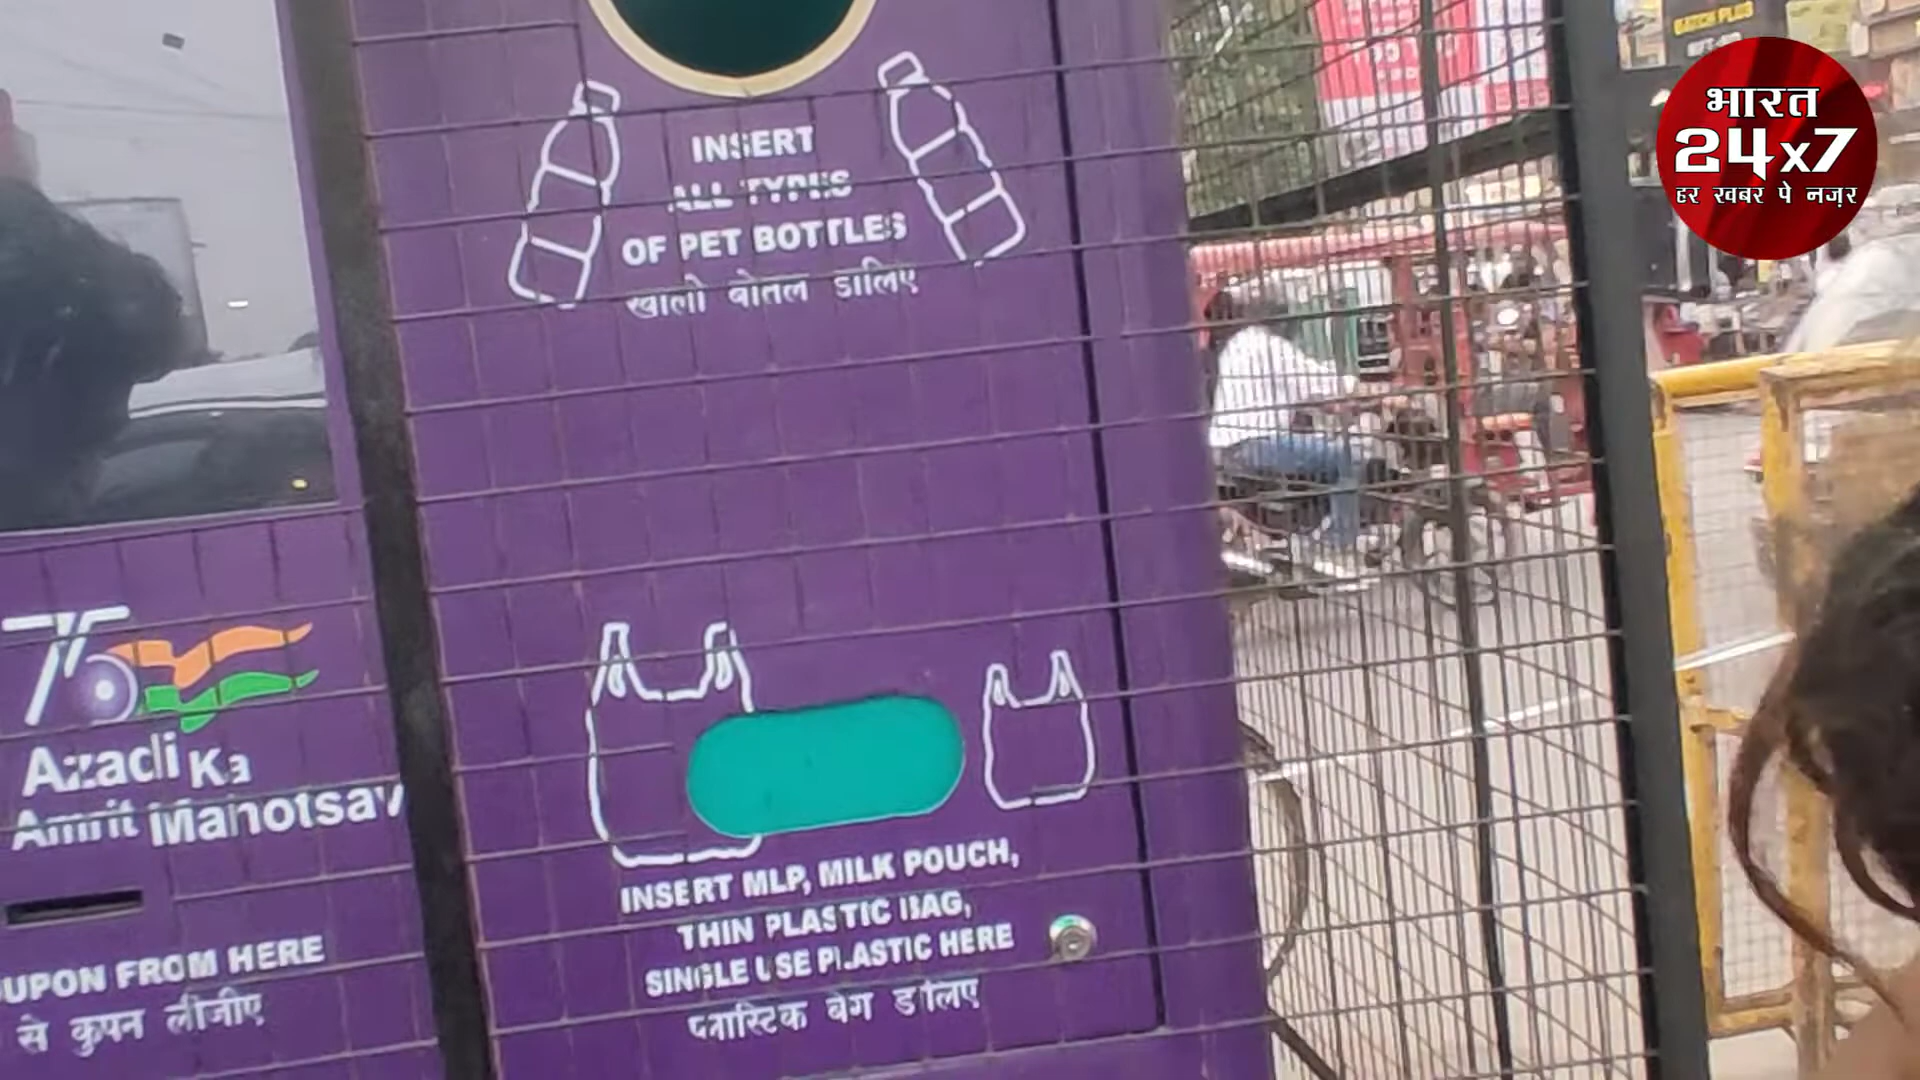 INSERT
ALL TYPES
OF PET BOTTLES
खाली बोतल डालिए
75
Azadi Ka
Amrit Mahotsav
UPON FROM HERE
से कुपन लीजीए
INSERT MLP, MILK POUCH,
THIN PLASTIC BAG,
SINGLE USE PLASTIC HERE
प्लास्टिक बेग डालिए
भारत
24x7
हर खबर पे नज़र